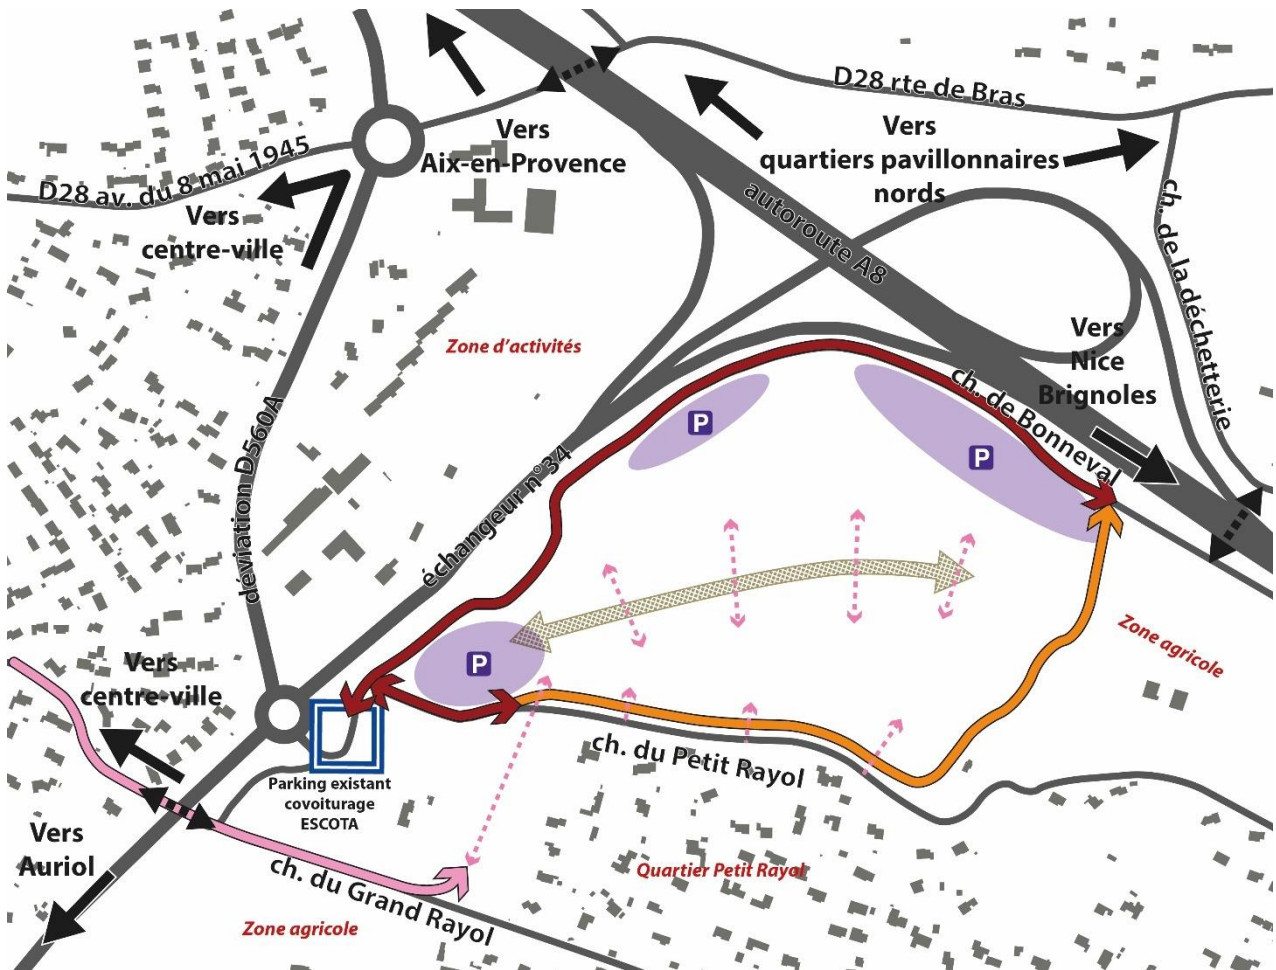 D28 rte de Bras
Vers
Aix-en-Provence
Vers
quartiers pavillonnaires
nords
D28 av. du 8 mai 1945
Vers
centre-ville
autoroute A8
ch. de la déchetterie
Zone d'activités
Vers
Nice
Brignoles
ch. de Bonneval
P
P
déviation D560A
échangeur n°34
Zone agricole
P
Vers
centre-ville
ch. du Petit Rayol
Parking existant
covoiturage
ESCOTA
Vers
Auriol
ch. du Grand Rayol
Quartier Petit Rayol
Zone agricole